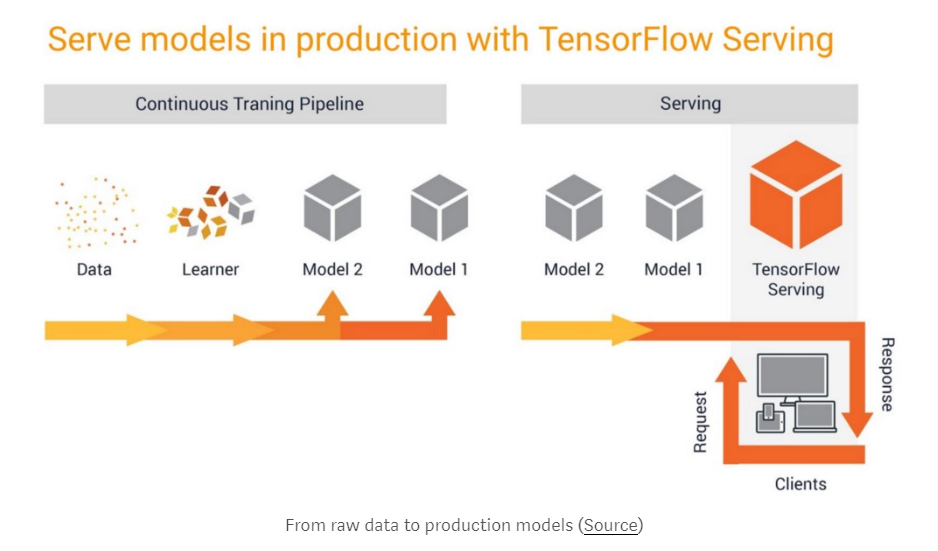 Serve models in production with TensorFlow Serving
Continuous Traning Pipeline
Serving
Data
Learner
Model 2
Model 1
Model 2
Model 1
TensorFlow
Serving
Request
Response
Clients
From raw data to production models (Source)